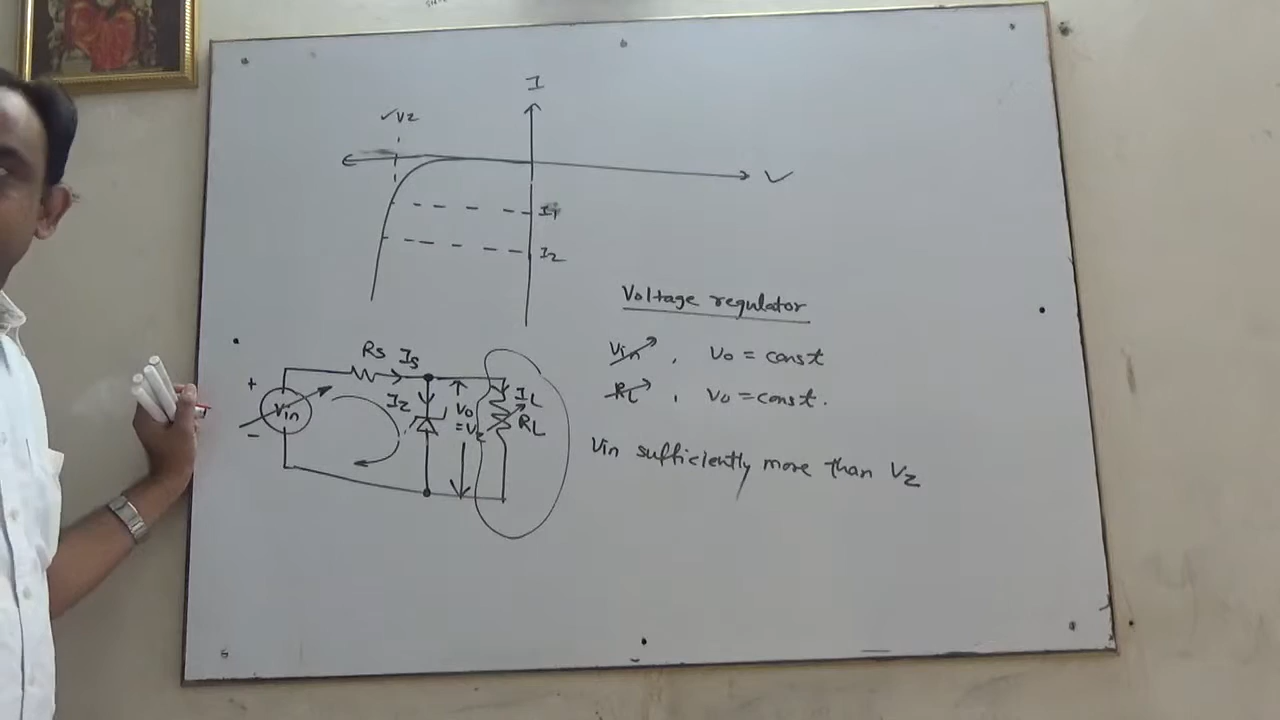 I
Vz
V
I1
I2
Voltage regulator
Vin , Vo = const
RL , Vo = const.
Vin sufficiently more than Vz
Rs Is
+
Vin
-
Iz
Vo
= Vz
IL
RL